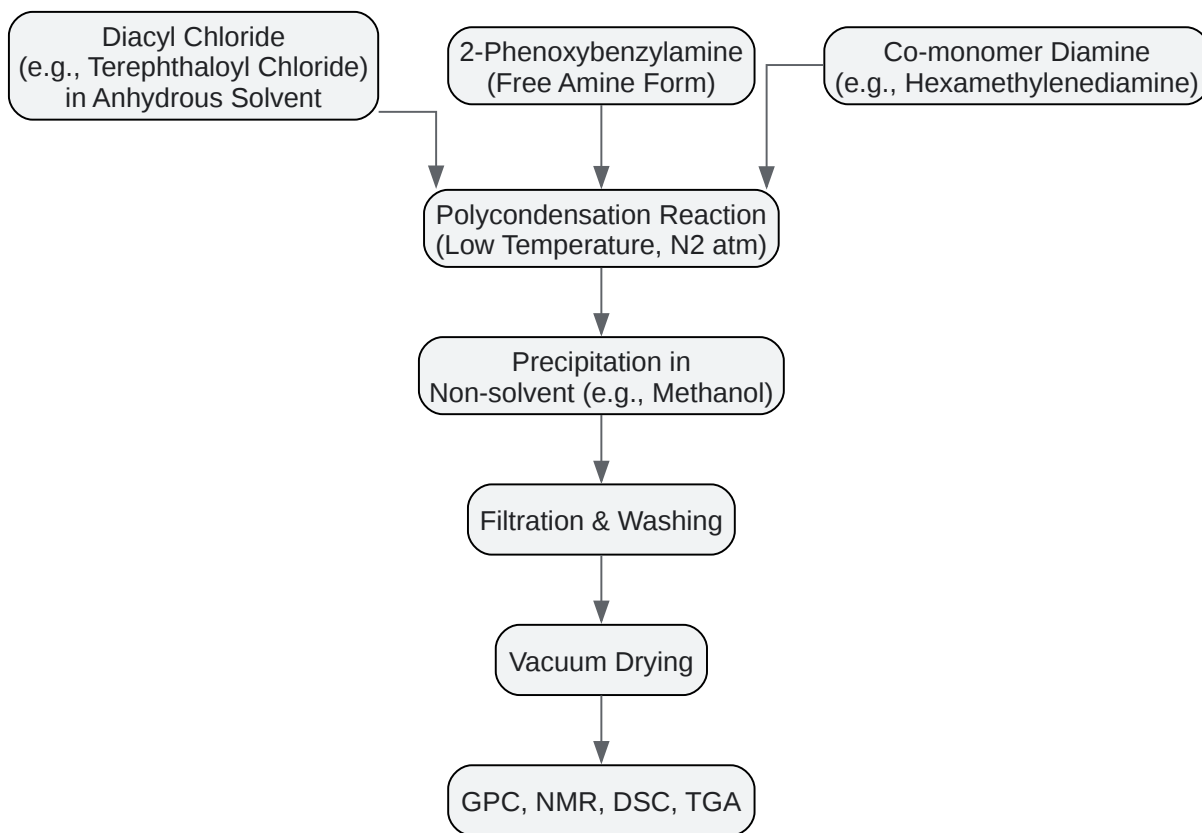 Diacyl Chloride
(e.g., Terephthaloyl Chloride)
in Anhydrous Solvent
2-Phenoxybenzylamine
(Free Amine Form)
Co-monomer Diamine
(e.g., Hexamethylenediamine)
Polycondensation Reaction
(Low Temperature, N2 atm)
Precipitation in
Non-solvent (e.g., Methanol)
Filtration & Washing
Vacuum Drying
GPC, NMR, DSC, TGA